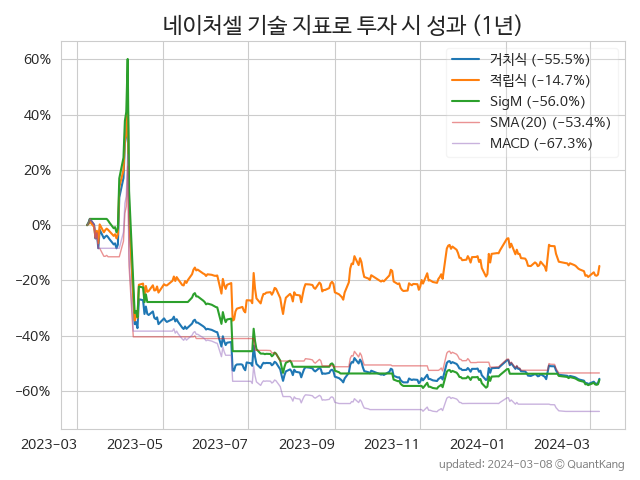 네이처셀 기술 지표로 투자 시 성과 (1년)
거치식 (−55.5%)
적립식 (−14.7%)
SigM (−56.0%)
SMA(20) (−53.4%)
MACD (−67.3%)
60%
40%
20%
0%
−20%
−40%
−60%
2023-03 2023-05 2023-07 2023-09 2023-11 2024-01 2024-03
updated: 2024-03-08 © QuantKang